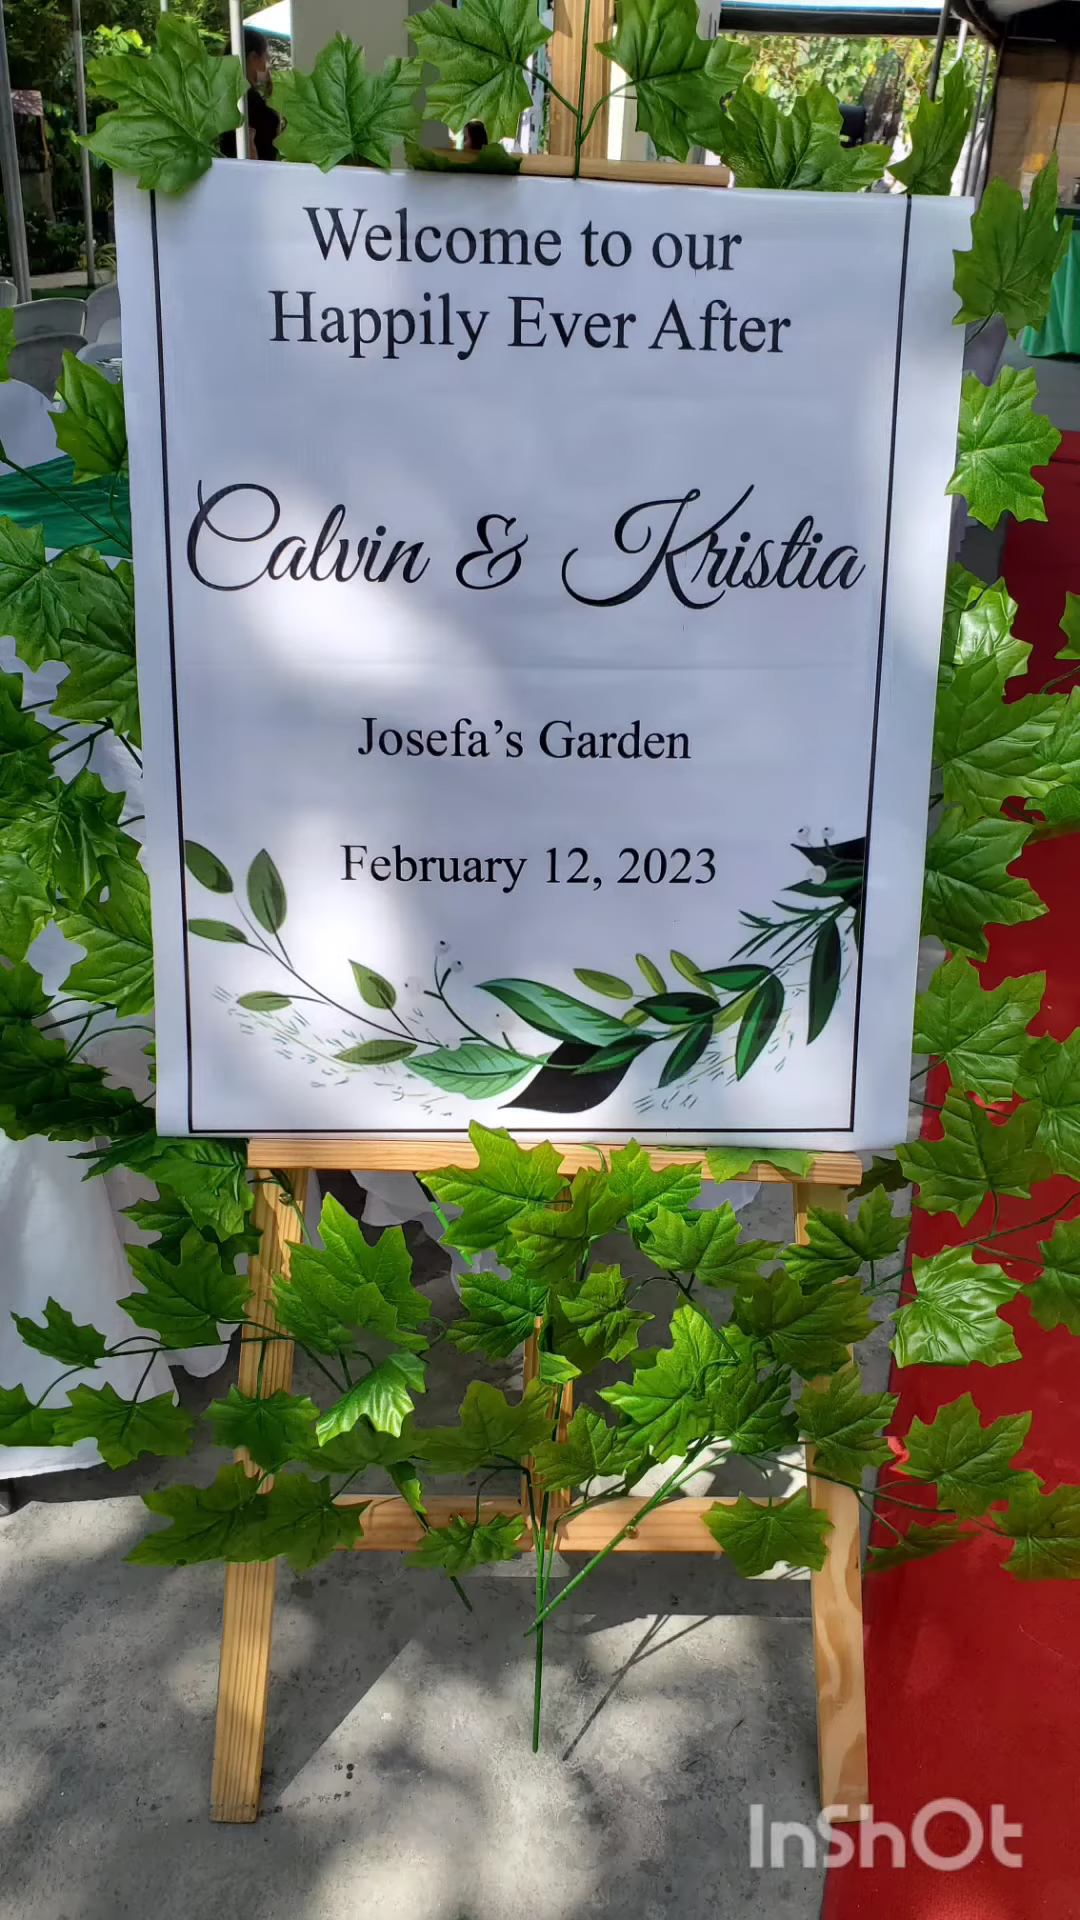 Welcome to our
Happily Ever After
Calvin & Kristia
Josefa's Garden
February 12, 2023
InShOt